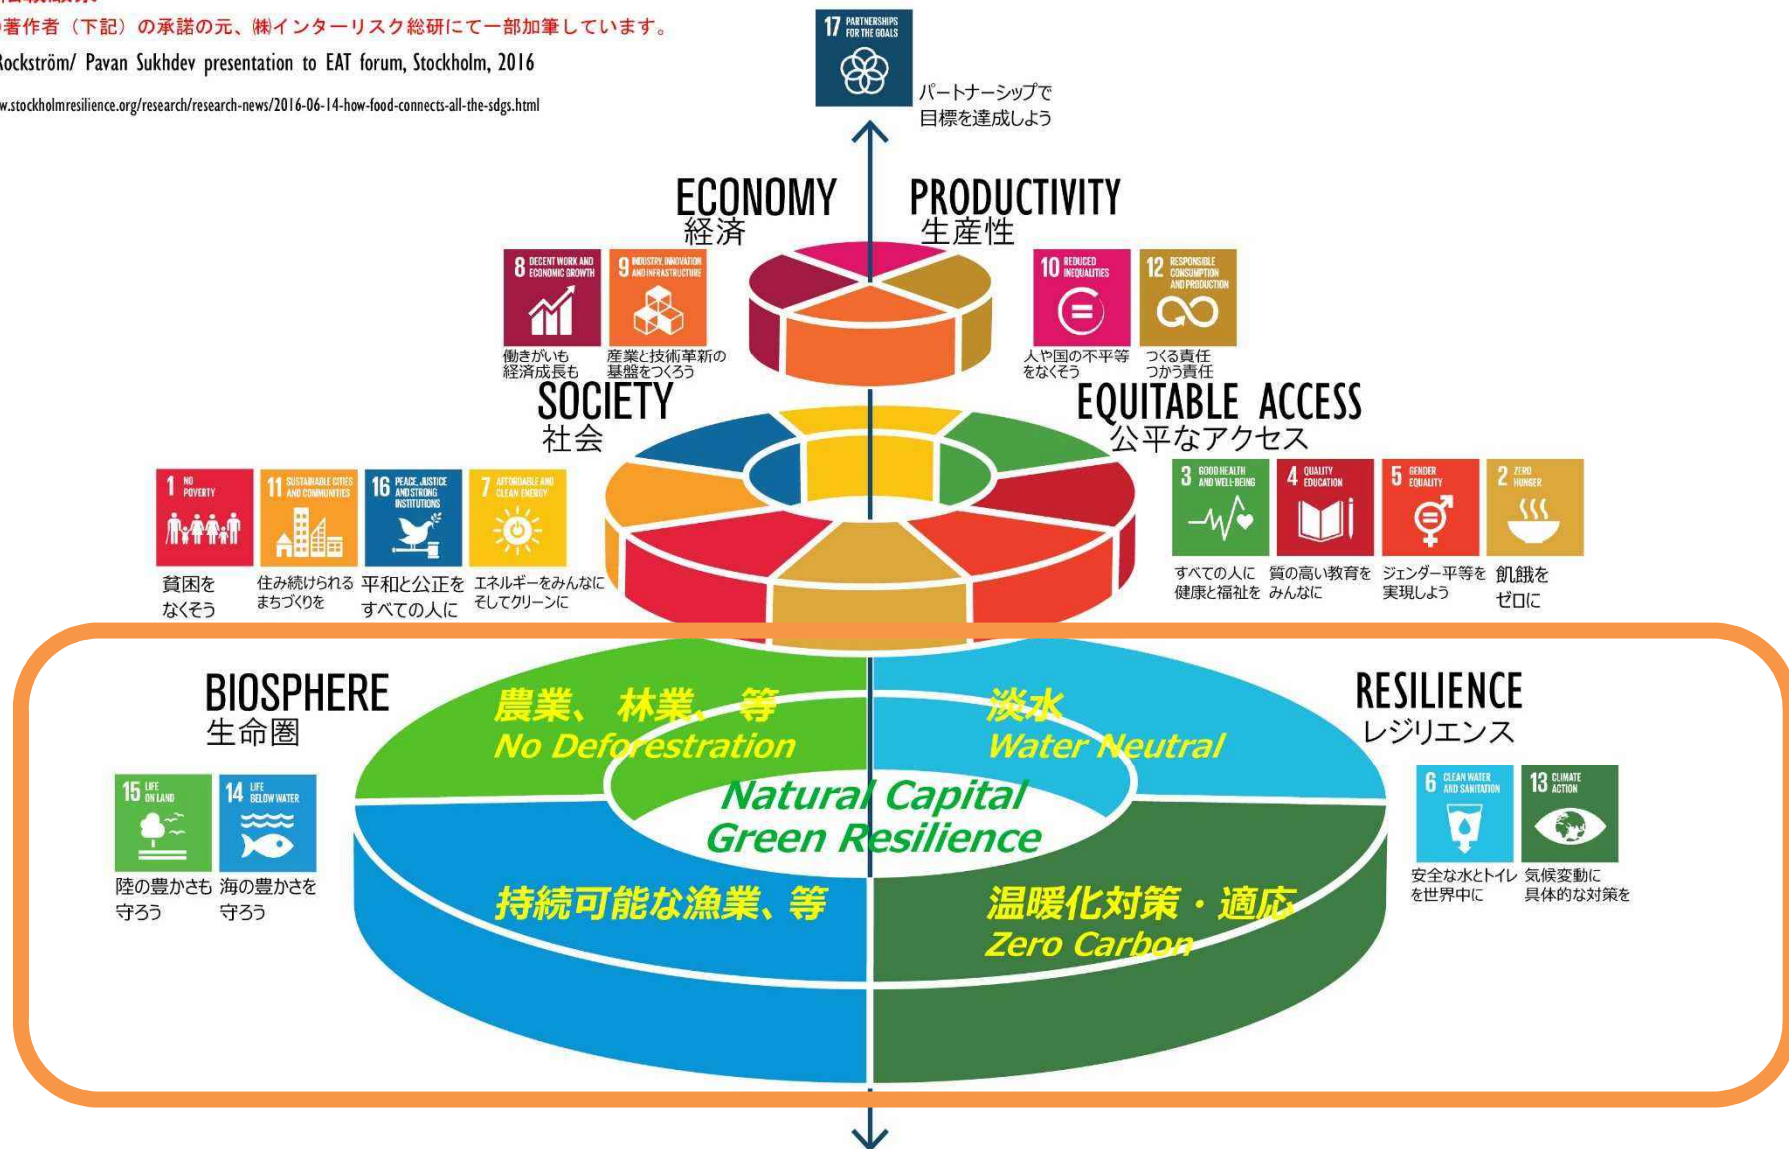 著作者（下記）の承諾の元、㈱インターリスク総研にて一部加筆しています。
Rockström/ Pavan Sukhdev presentation to EAT forum, Stockholm, 2016
w.stockholmresilience.org/research/research-news/2016-06-14-how-food-connects-all-the-sdgs.html
17 PARTNERSHIPS
FOR THE GOALS
パートナーシップで
目標を達成しよう
ECONOMY
経済
PRODUCTIVITY
生産性
8 DECENT WORK AND
ECONOMIC GROWTH
働きがいも
経済成長も
9 INDUSTRY, INNOVATION
AND INFRASTRUCTURE
産業と技術革新の
基盤をつくろう
10 REDUCED
INEQUALITIES
人や国の不平等
をなくそう
12 RESPONSIBLE
CONSUMPTION
AND PRODUCTION
つくる責任
つかう責任
SOCIETY
社会
EQUITABLE ACCESS
公平なアクセス
1 NO
POVERTY
貧困を
なくそう
11 SUSTAINABLE CITIES
AND COMMUNITIES
住み続けられる
まちづくりを
16 PEACE, JUSTICE
AND STRONG
INSTITUTIONS
平和と公正を
すべての人に
7 AFFORDABLE AND
CLEAN ENERGY
エネルギーをみんなに
そしてクリーンに
3 GOOD HEALTH
AND WELL-BEING
すべての人に
健康と福祉を
4 QUALITY
EDUCATION
質の高い教育を
みんなに
5 GENDER
EQUALITY
ジェンダー平等を
実現しよう
2 ZERO
HUNGER
飢餓を
ゼロに
BIOSPHERE
生命圏
RESILIENCE
レジリエンス
農業、林業、等
No Deforestration
淡水
Water Neutral
Natural Capital
Green Resilience
持続可能な漁業、等
温暖化対策・適応
Zero Carbon
15 LIFE
ON LAND
陸の豊かさも
守ろう
14 LIFE
BELOW WATER
海の豊かさを
守ろう
6 CLEAN WATER
AND SANITATION
安全な水とトイレ
を世界中に
13 CLIMATE
ACTION
気候変動に
具体的な対策を